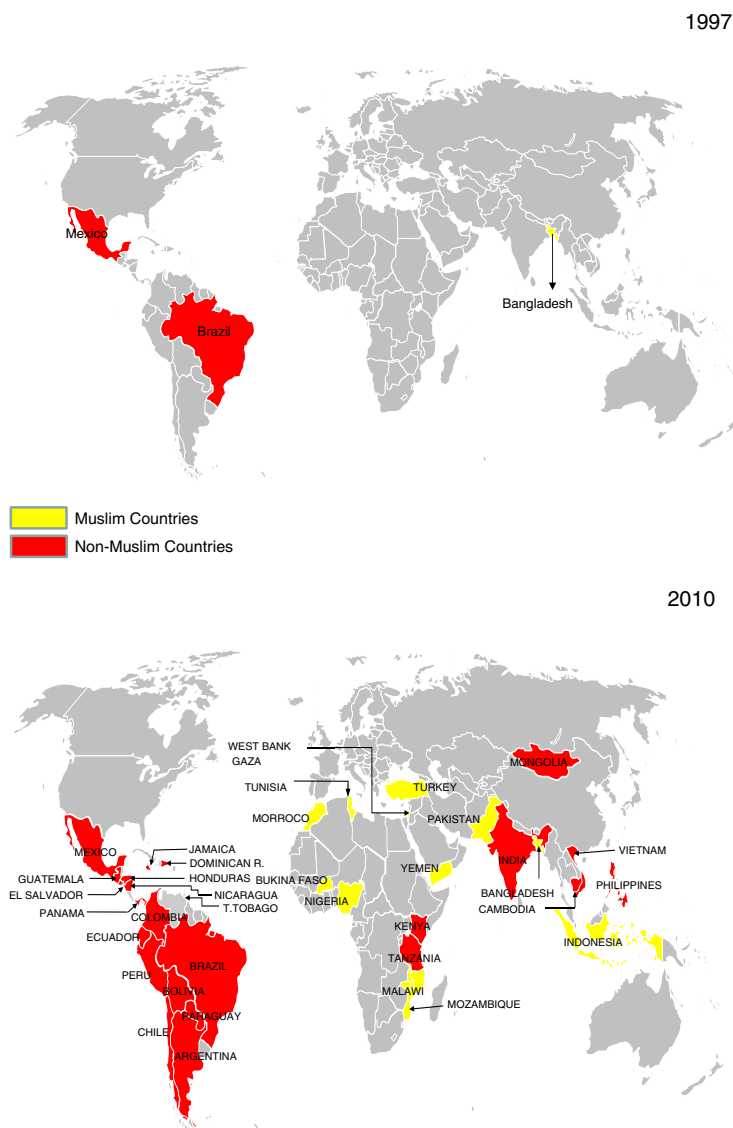 1997
Mexico
Brazil
Bangladesh
Muslim Countries
Non-Muslim Countries
2010
WEST BANK
GAZA
MONGOLIA
TUNISIA
TURKEY
MORROCO
PAKISTAN
MEXICO
JAMAICA
VIETNAM
DOMINICAN R.
INDIA
YEMEN
GUATEMALA
HONDURAS
BUKINA FASO
PHILIPPINES
EL SALVADOR
NICARAGUA
BANGLADESH
NIGERIA
T.TOBAGO
CAMBODIA
PANAMA
COLOMBIA
KENYA
ECUADOR
INDONESIA
TANZANIA
BRAZIL
PERU
BOLIVIA
MALAWI
MOZAMBIQUE
PARAGUAY
CHILE
ARGENTINA